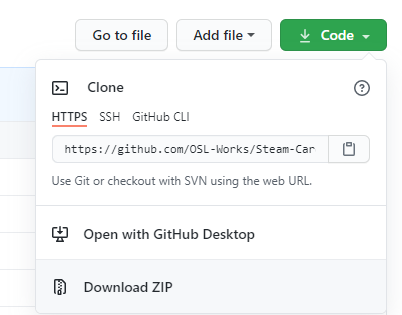 Go to file Add file Code
Clone
HTTPS SSH GitHub CLI
https://github.com/OSL-Works/Steam-Car
Use Git or checkout with SVN using the web URL.
Open with GitHub Desktop
Download ZIP